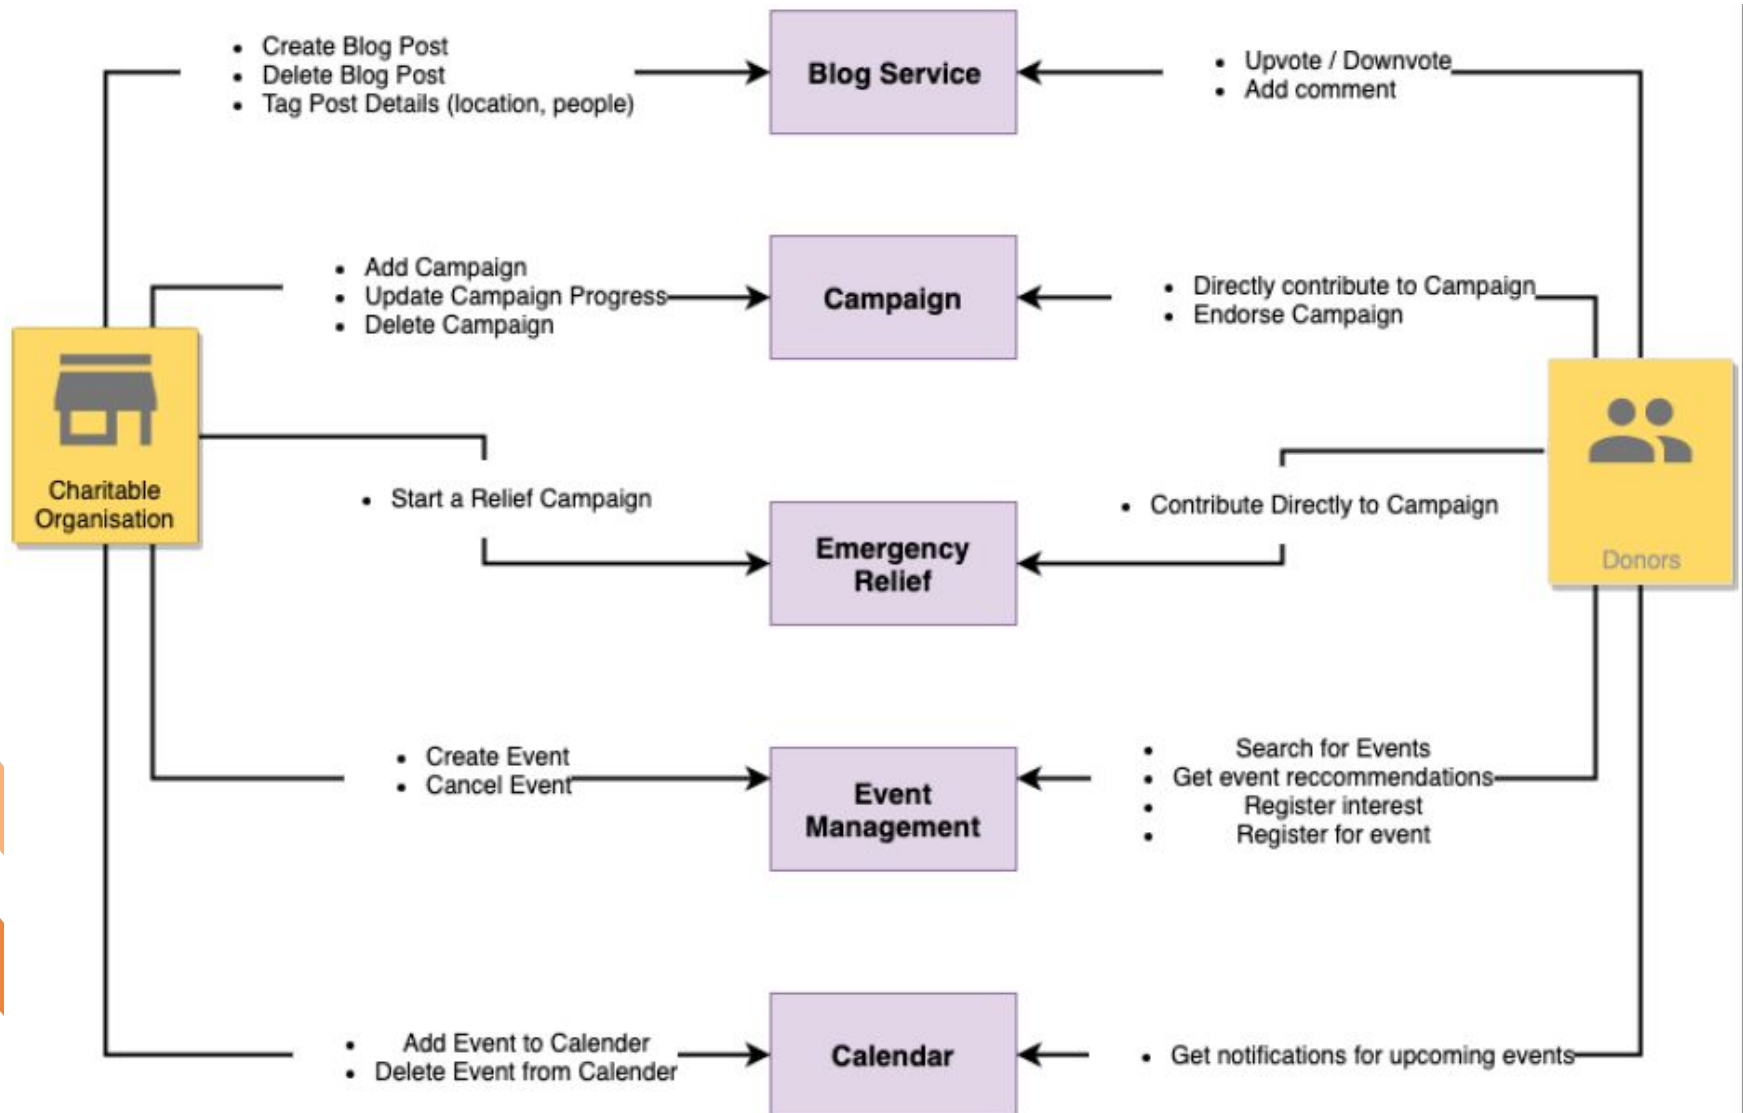 • Create Blog Post
• Delete Blog Post
• Tag Post Details (location, people)
Blog Service
• Upvote / Downvote
• Add comment
• Add Campaign
• Update Campaign Progress
• Delete Campaign
Campaign
• Directly contribute to Campaign
• Endorse Campaign
Charitable
Organisation
• Start a Relief Campaign
Emergency
Relief
• Contribute Directly to Campaign
Donors
• Create Event
• Cancel Event
Event
Management
• Search for Events
• Get event reccommendations
• Register interest
• Register for event
• Add Event to Calender
• Delete Event from Calender
Calendar
• Get notifications for upcoming events